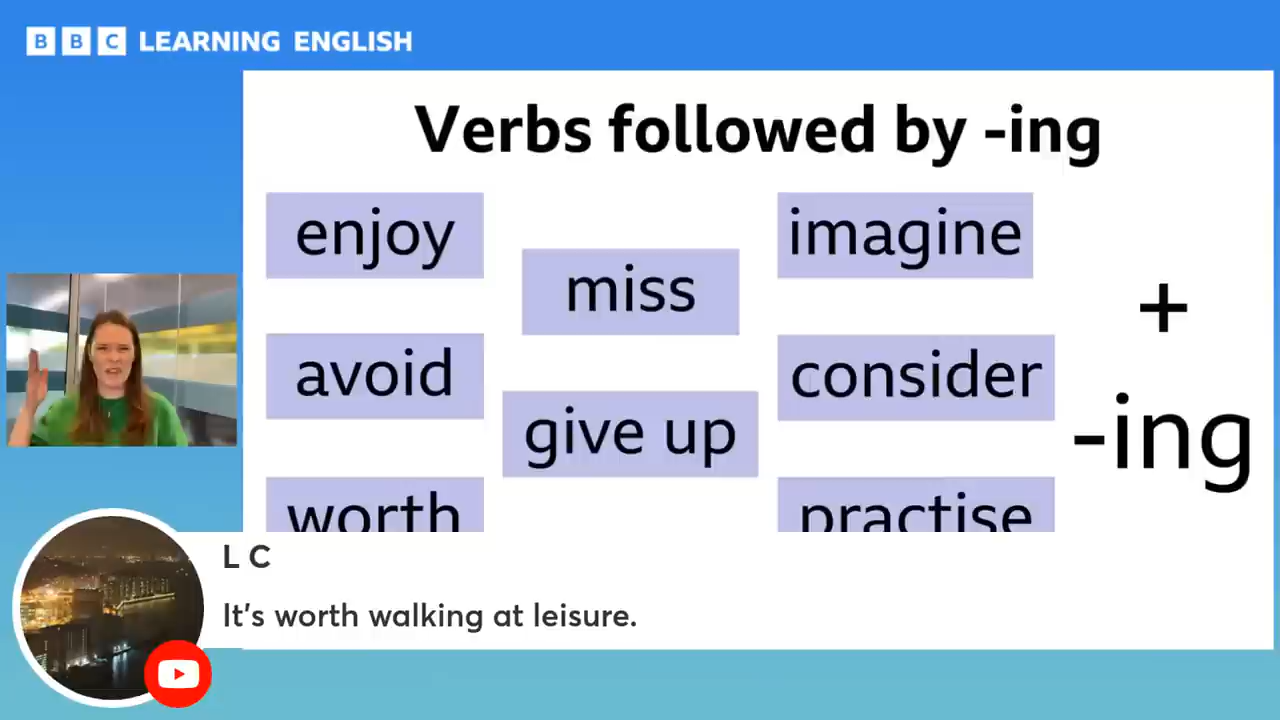 BBC LEARNING ENGLISH
Verbs followed by -ing
enjoy
miss
imagine
avoid
give up
consider
worth
practise
+
-ing
L C
It's worth walking at leisure.